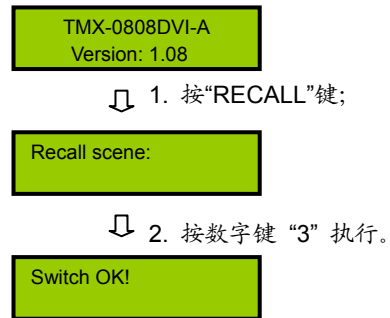 TMX-0808DVI-A
Version: 1.08
1. 按“RECALL”键;
Recall scene:
2. 按数字键 “3” 执行。
Switch OK!